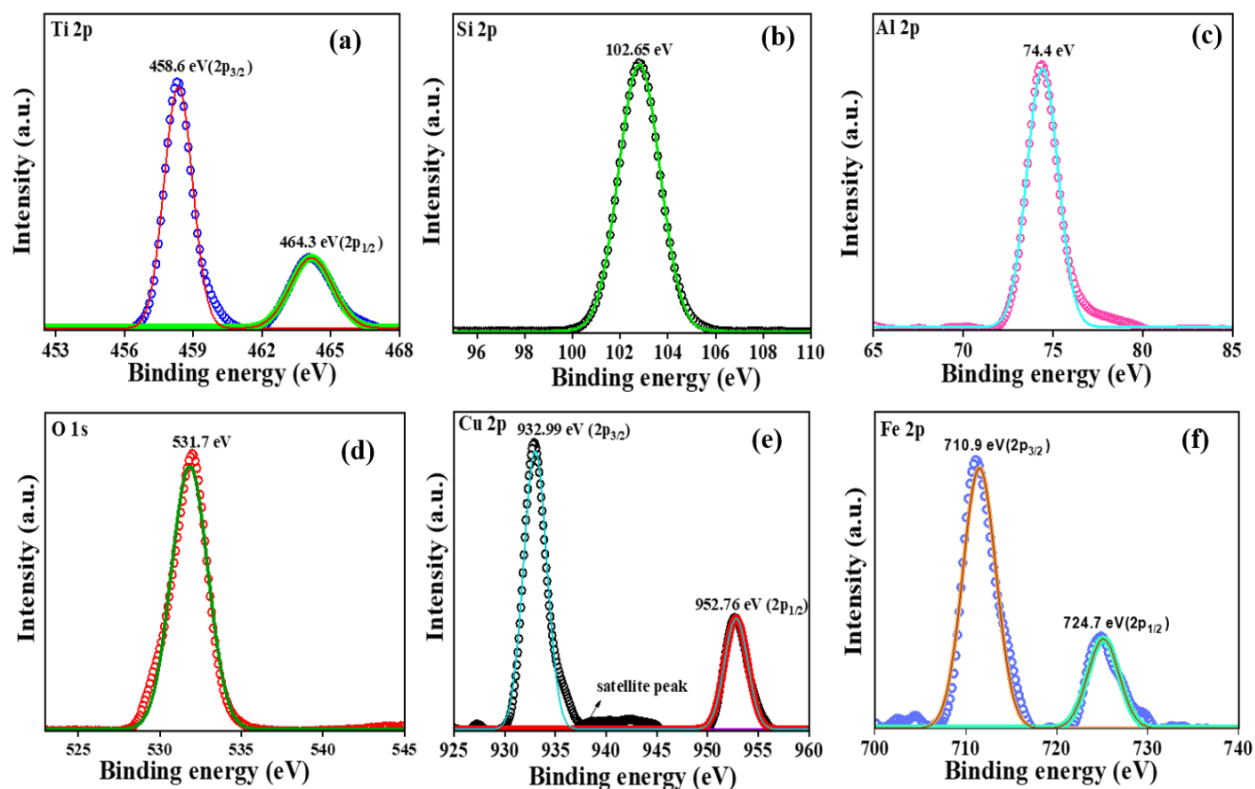 Ti 2p
(a)
458.6 eV(2p3/2)
464.3 eV(2p1/2)
Intensity (a.u.)
453 456 459 462 465 468
Binding energy (eV)
Si 2p
(b)
102.65 eV
Intensity (a.u.)
96 98 100 102 104 106 108 110
Binding energy (eV)
Al 2p
(c)
74.4 eV
Intensity (a.u.)
65 70 75 80 85
Binding energy (eV)
O 1s
(d)
531.7 eV
Intensity (a.u.)
525 530 535 540 545
Binding energy (eV)
Cu 2p
932.99 eV (2p3/2)
(e)
952.76 eV (2p1/2)
satellite peak
Intensity (a.u.)
925 930 935 940 945 950 955 960
Binding energy (eV)
Fe 2p
(f)
710.9 eV(2p3/2)
724.7 eV(2p1/2)
Intensity (a.u.)
700 710 720 730 740
Binding energy (eV)